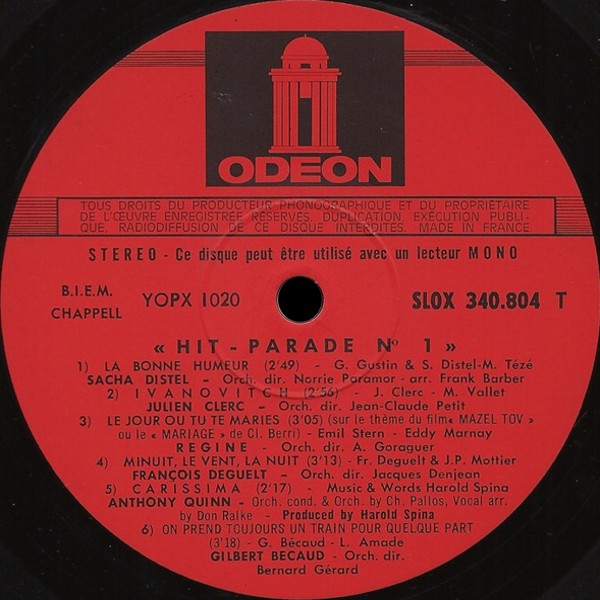 ODEON
TOUS DROITS DU PRODUCTEUR PHONOGRAPHIQUE ET DU PROPRIÉTAIRE
DE L'ŒUVRE ENREGISTRÉE RÉSERVÉS. DUPLICATION, EXÉCUTION PUBLI-
QUE, RADIODIFFUSION DE CE DISQUE INTERDITES. MADE IN FRANCE
STEREO - Ce disque peut être utilisé avec un lecteur MONO
B.I.E.M. YOPX 1020 SLOX 340.804 T
CHAPPELL
« HIT - PARADE No 1 »
1) LA BONNE HUMEUR (2'49) - G. Gustin & S. Distel-M. Tézé
SACHA DISTEL - Orch. dir. Norrie Paramor - arr. Frank Barber
2) IVANOVITCH (2'56) - J. Clerc - M. Vallet
JULIEN CLERC - Orch. dir. Jean-Claude Petit
3) LE JOUR OU TU TE MARIES (3'05) (sur le thème du film « MAZEL TOV »
ou le « MARIAGE » de Cl. Berri) - Emil Stern - Eddy Marnay
REGINE - Orch. dir. A. Goraguer
4) MINUIT, LE VENT, LA NUIT (3'13) - Fr. Deguelt & J.P. Mottier
FRANÇOIS DEGUELT - Orch. dir. Jacques Denjean
5) CARISSIMA (2'17) - Music & Words Harold Spina
ANTHONY QUINN - Orch. cond. & Orch. by Ch. Pallos, Vocal arr.
by Don Ralke - Produced by Harold Spina
6) ON PREND TOUJOURS UN TRAIN POUR QUELQUE PART
(3'18) - G. Bécaud - L. Amade
GILBERT BECAUD - Orch. dir.
Bernard Gérard